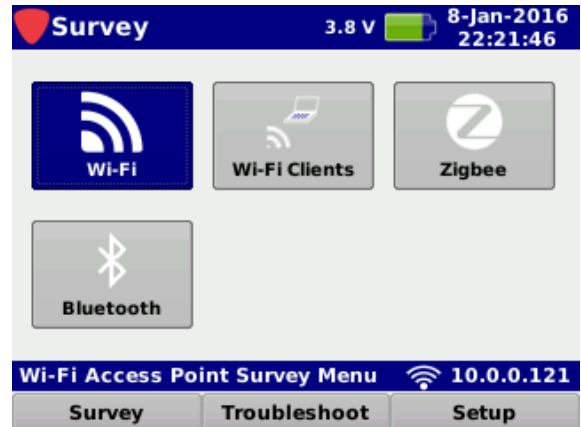 Survey
3.8 V
8-Jan-2016
22:21:46
Wi-Fi
Wi-Fi Clients
Zigbee
Bluetooth
Wi-Fi Access Point Survey Menu
10.0.0.121
Survey
Troubleshoot
Setup